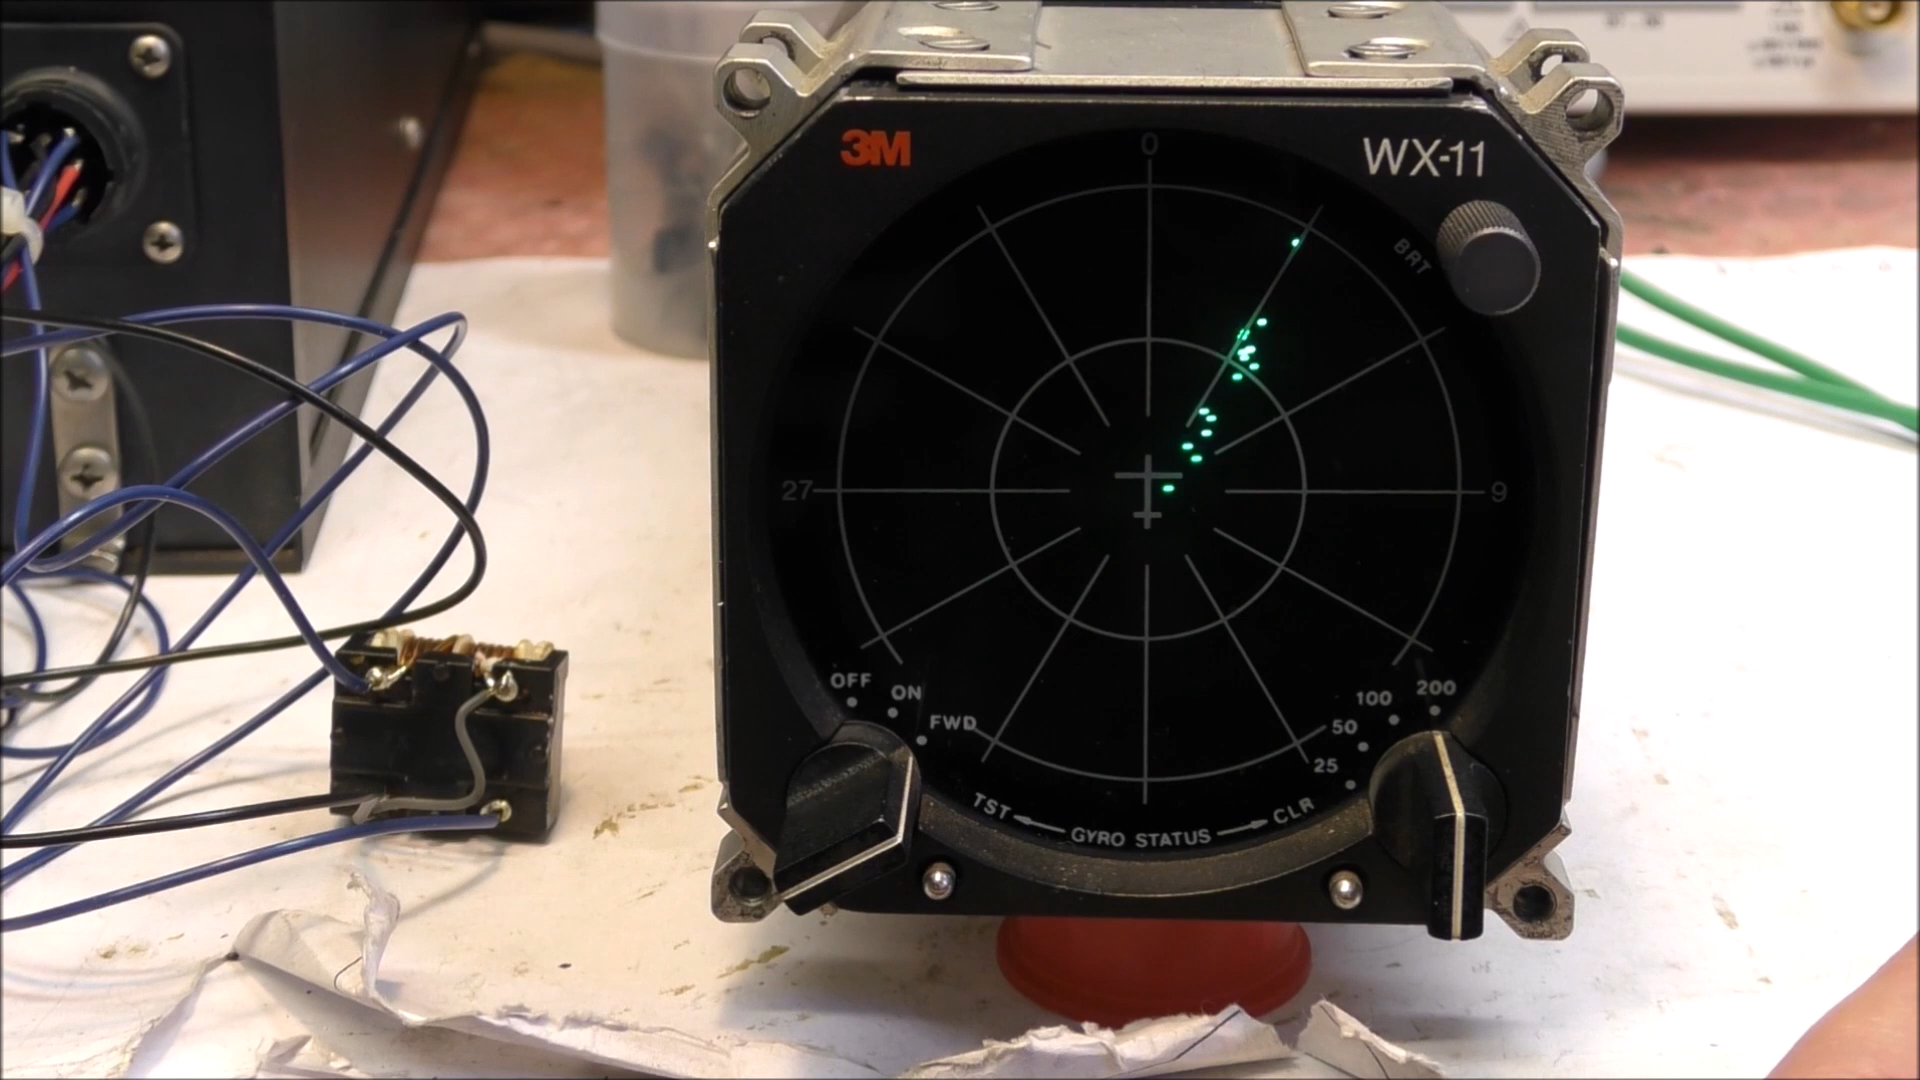 3M
WX-11
BRT
0
27
9
OFF
ON
FWD
200
100
50
25
TST
GYRO STATUS
CLR